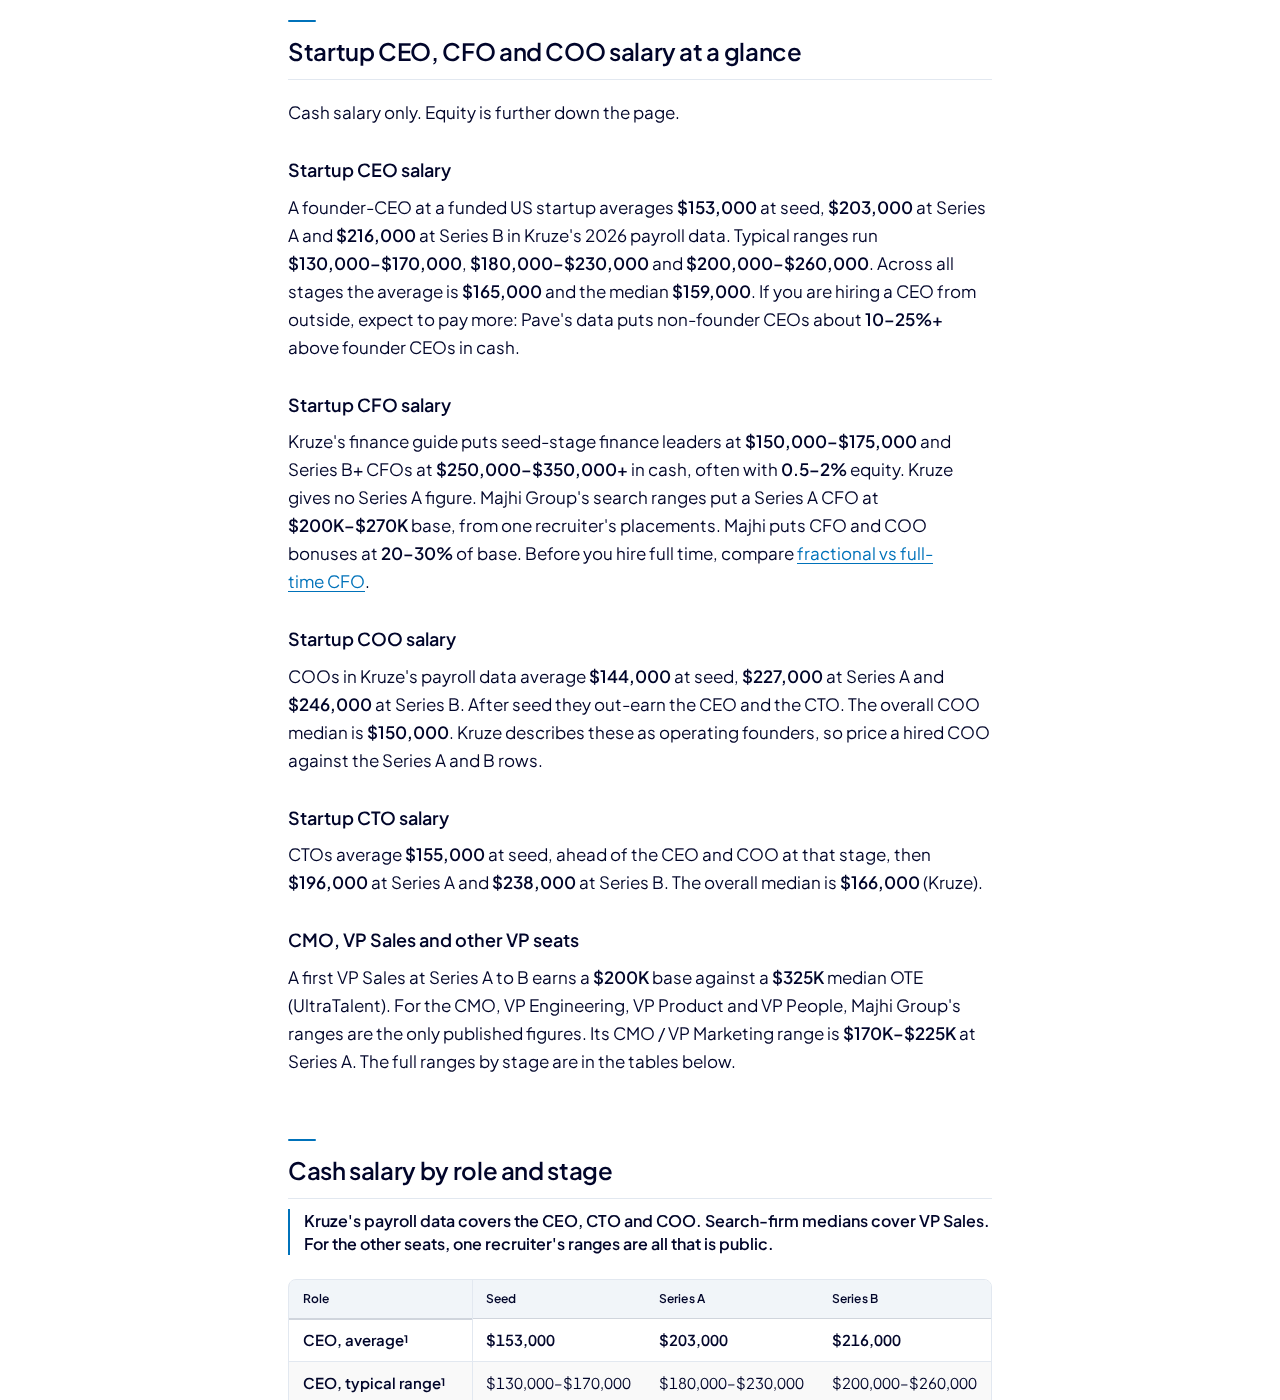 Startup CEO, CFO and COO salary at a glance
Cash salary only. Equity is further down the page.
Startup CEO salary
A founder-CEO at a funded US startup averages $153,000 at seed, $203,000 at Series
A and $216,000 at Series B in Kruze's 2026 payroll data. Typical ranges run
$130,000–$170,000, $180,000–$230,000 and $200,000–$260,000. Across all
stages the average is $165,000 and the median $159,000. If you are hiring a CEO from
outside, expect to pay more: Pave's data puts non-founder CEOs about 10–25%+
above founder CEOs in cash.
Startup CFO salary
Kruze's finance guide puts seed-stage finance leaders at $150,000–$175,000 and
Series B+ CFOs at $250,000–$350,000+ in cash, often with 0.5–2% equity. Kruze
gives no Series A figure. Majhi Group's search ranges put a Series A CFO at
$200K–$270K base, from one recruiter's placements. Majhi puts CFO and COO
bonuses at 20–30% of base. Before you hire full time, compare fractional vs full-
time CFO.
Startup COO salary
COOs in Kruze's payroll data average $144,000 at seed, $227,000 at Series A and
$246,000 at Series B. After seed they out-earn the CEO and the CTO. The overall COO
median is $150,000. Kruze describes these as operating founders, so price a hired COO
against the Series A and B rows.
Startup CTO salary
CTOs average $155,000 at seed, ahead of the CEO and COO at that stage, then
$196,000 at Series A and $238,000 at Series B. The overall median is $166,000 (Kruze).
CMO, VP Sales and other VP seats
A first VP Sales at Series A to B earns a $200K base against a $325K median OTE
(UltraTalent). For the CMO, VP Engineering, VP Product and VP People, Majhi Group's
ranges are the only published figures. Its CMO / VP Marketing range is $170K–$225K at
Series A. The full ranges by stage are in the tables below.
Cash salary by role and stage
Kruze's payroll data covers the CEO, CTO and COO. Search-firm medians cover VP Sales.
For the other seats, one recruiter's ranges are all that is public.
Role Seed Series A Series B
CEO, average¹ $153,000 $203,000 $216,000
CEO, typical range¹ $130,000–$170,000 $180,000–$230,000 $200,000–$260,000